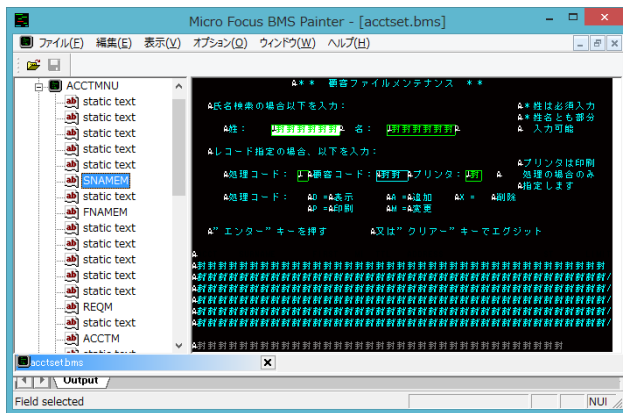 Micro Focus BMS Painter - [acctset.bms]
ファイル(F) 編集(E) 表示(V) オプション(O) ウィンドウ(W) ヘルプ(H)
ACCTMNU
static text
static text
static text
static text
static text
SNAMEM
static text
FNAMEM
static text
static text
static text
static text
REQM
static text
ACCTM
static text
A* * 顧客ファイルメンテナンス * *
A氏名検索の場合以下を入力: A*姓は必須入力
A*姓名とも部分
A姓: 名: A 入力可能
Aレコード指定の場合、以下を入力:
Aプリンタは印刷
A処理コード: A顧客コード: Aプリンタ: A 処理の場合のみ
A指定します
A処理コード: AD =A表示 AA =A追加 AX = A削除
AP =A印刷 AM =A変更
A" エンター" キーを押す A又は" クリアー" キーでエグジット
acctset.bms
Output
Field selected NUI